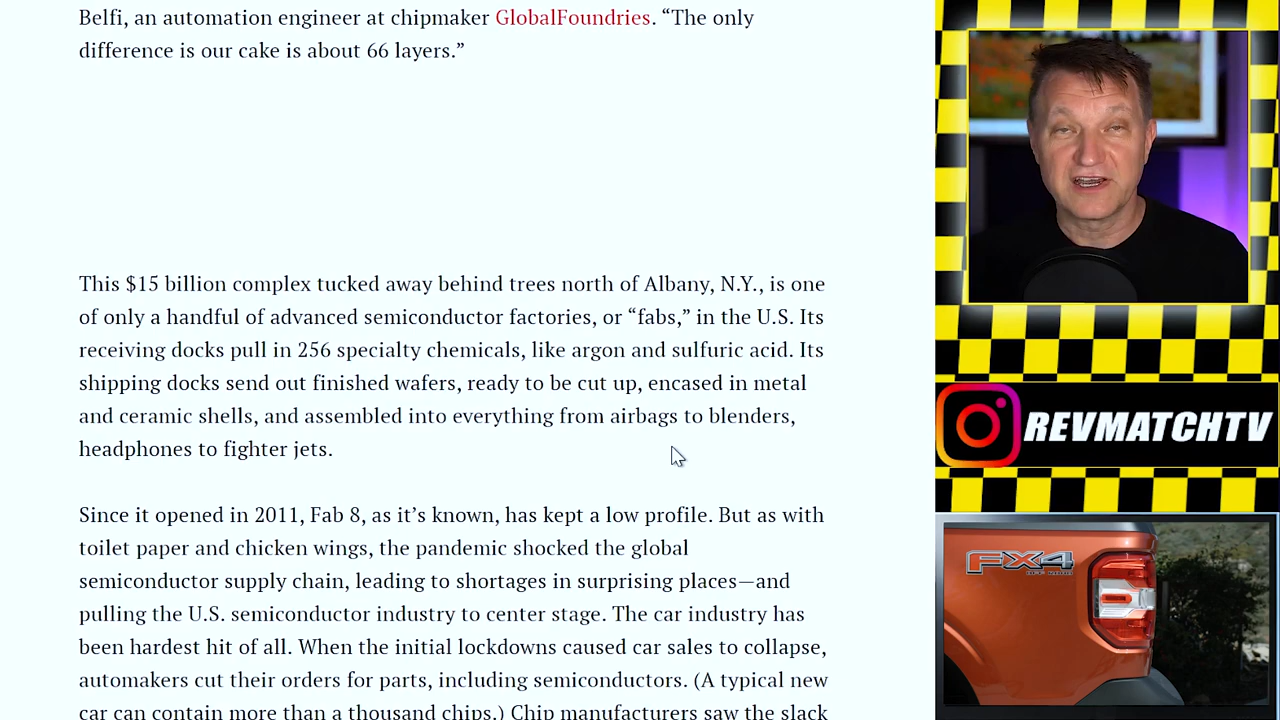 Belfi, an automation engineer at chipmaker GlobalFoundries. “The only
difference is our cake is about 66 layers.”
This $15 billion complex tucked away behind trees north of Albany, N.Y., is one
of only a handful of advanced semiconductor factories, or “fabs,” in the U.S. Its
receiving docks pull in 256 specialty chemicals, like argon and sulfuric acid. Its
shipping docks send out finished wafers, ready to be cut up, encased in metal
and ceramic shells, and assembled into everything from airbags to blenders,
headphones to fighter jets.
Since it opened in 2011, Fab 8, as it’s known, has kept a low profile. But as with
toilet paper and chicken wings, the pandemic shocked the global
semiconductor supply chain, leading to shortages in surprising places—and
pulling the U.S. semiconductor industry to center stage. The car industry has
been hardest hit of all. When the initial lockdowns caused car sales to collapse,
automakers cut their orders for parts, including semiconductors. (A typical new
car can contain more than a thousand chips.) Chip manufacturers saw the slack
REVMATCHTV
FX4
OFF ROAD